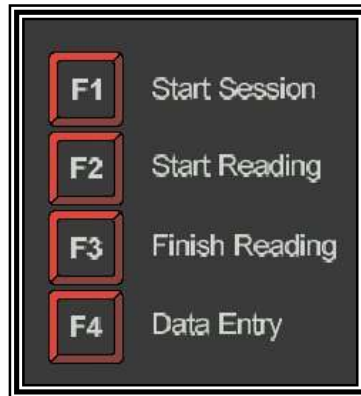 F1 Start Session
F2 Start Reading
F3 Finish Reading
F4 Data Entry